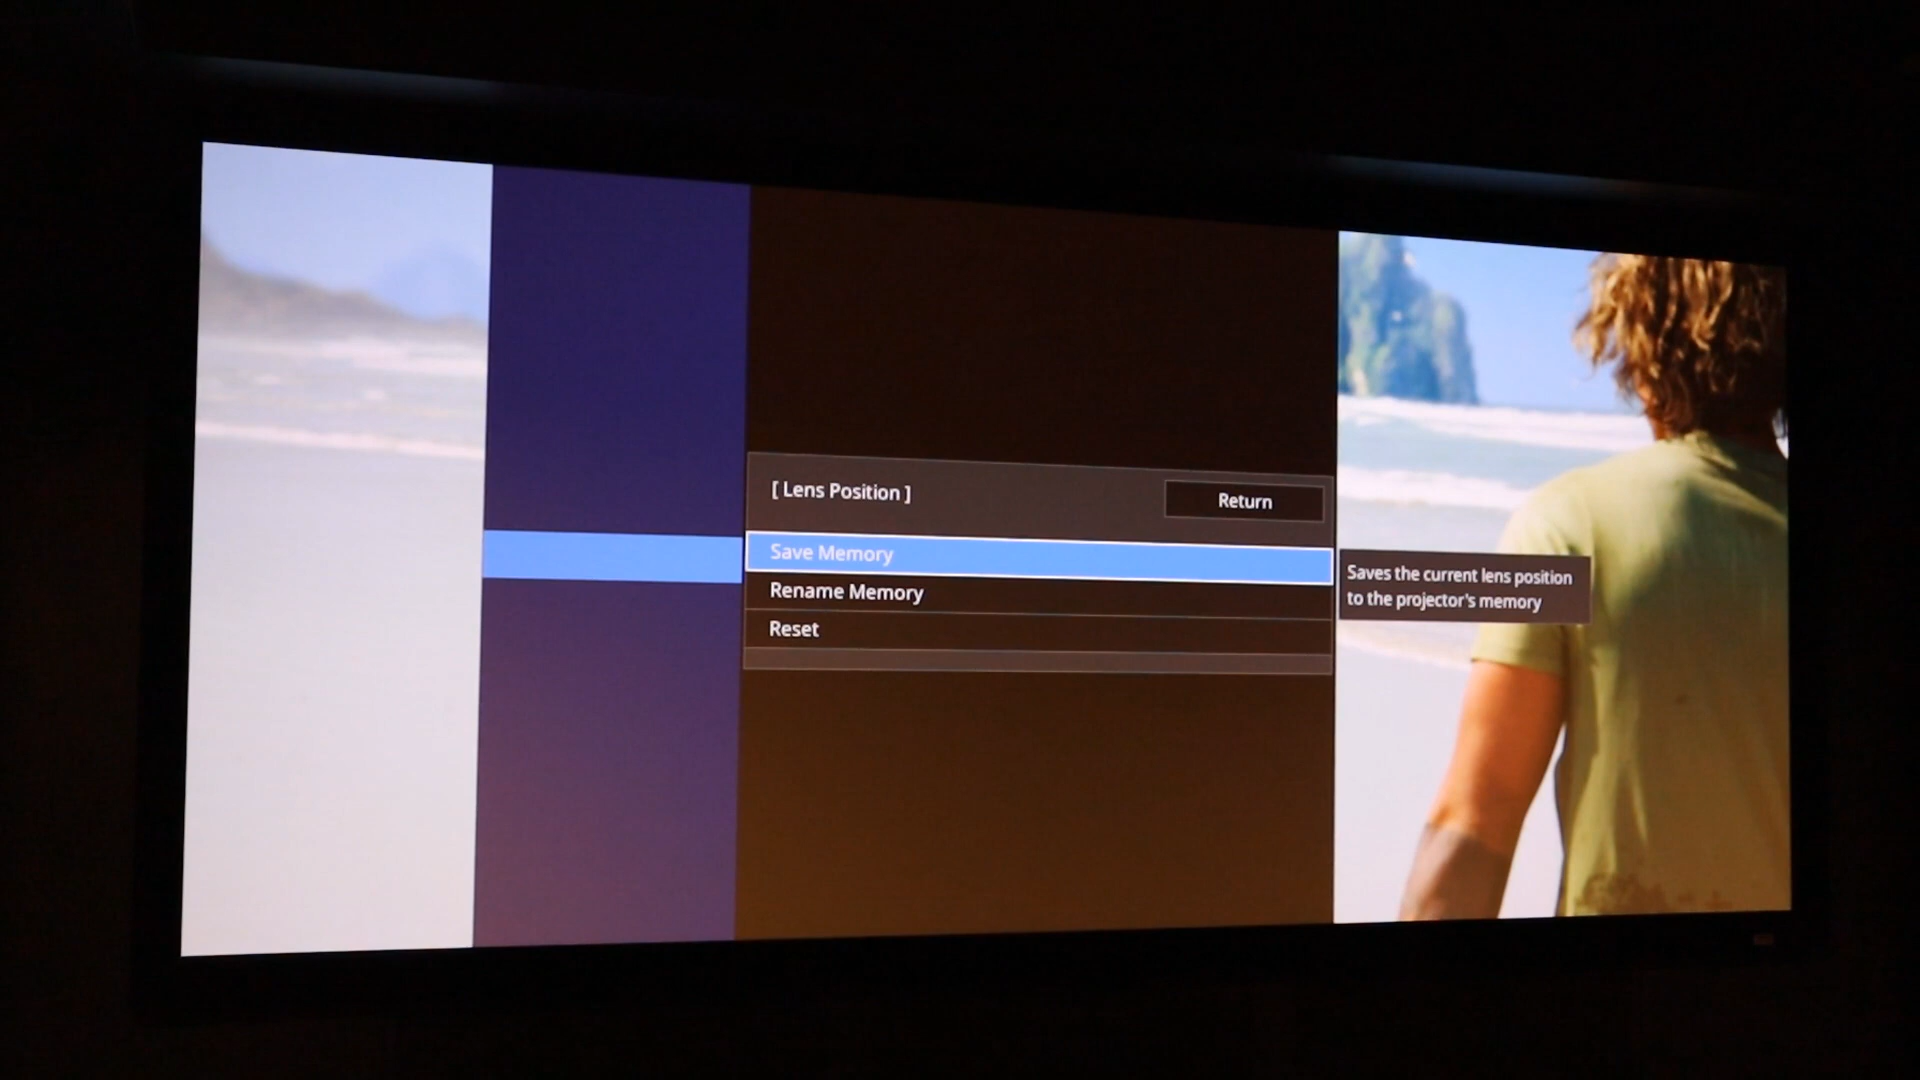 [ Lens Position ]
Return
Save Memory
Rename Memory
Reset
Saves the current lens position
to the projector's memory